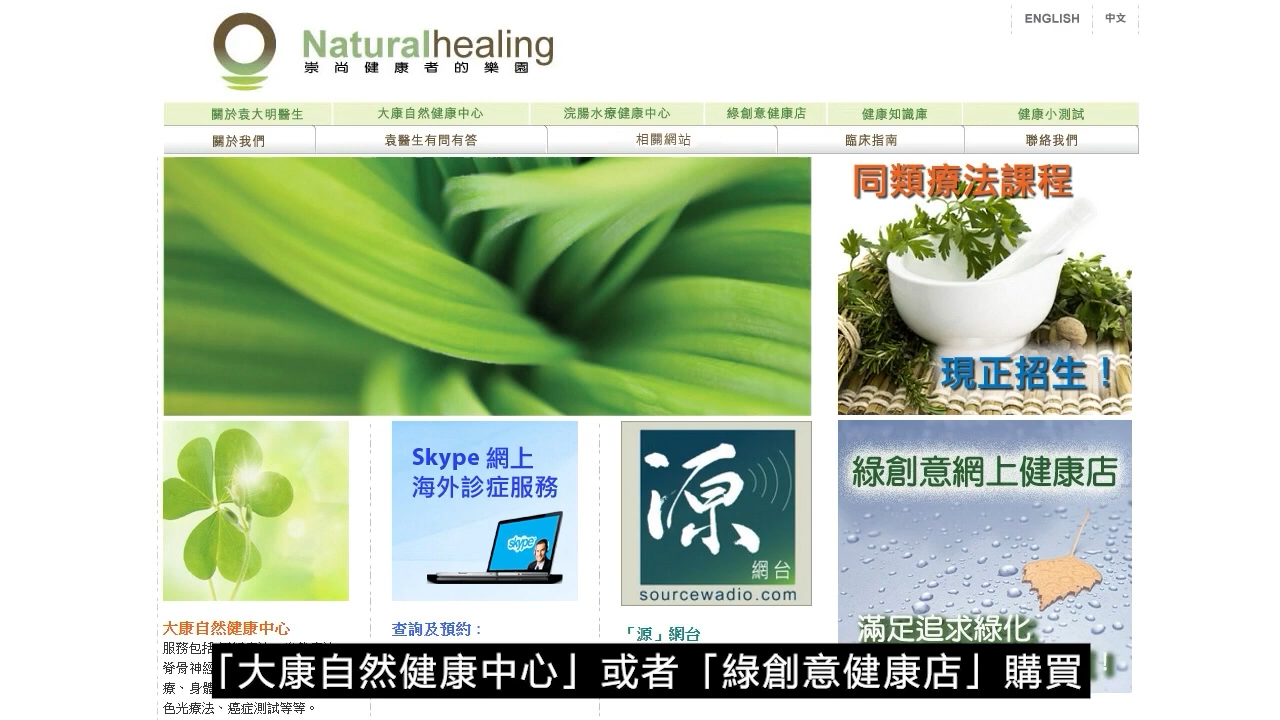 ENGLISH
中文
Naturalhealing
崇尚健康者的樂園
關於袁大明醫生
大康自然健康中心
浣腸水療健康中心
綠創意健康店
健康知識庫
健康小測試
關於我們
袁醫生有問有答
相關網站
臨床指南
聯絡我們
同類療法課程
現正招生！
Skype 網上
海外診症服務
skype
源
網台
sourcewadio.com
綠創意網上健康店
滿足追求綠化
大康自然健康中心
查詢及預約：
「源」網台
服務包括
脊骨神經
療、身體
色光療法、癌症測試等等。
「大康自然健康中心」或者「綠創意健康店」購買